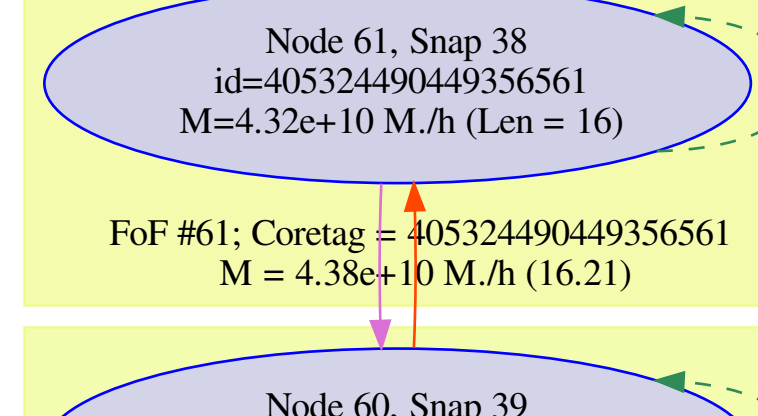 Node 61, Snap 38
id=405324490449356561
M=4.32e+10 M./h (Len = 16)
FoF #61; Coretag = 405324490449356561
M = 4.38e+10 M./h (16.21)
Node 60, Snap 39